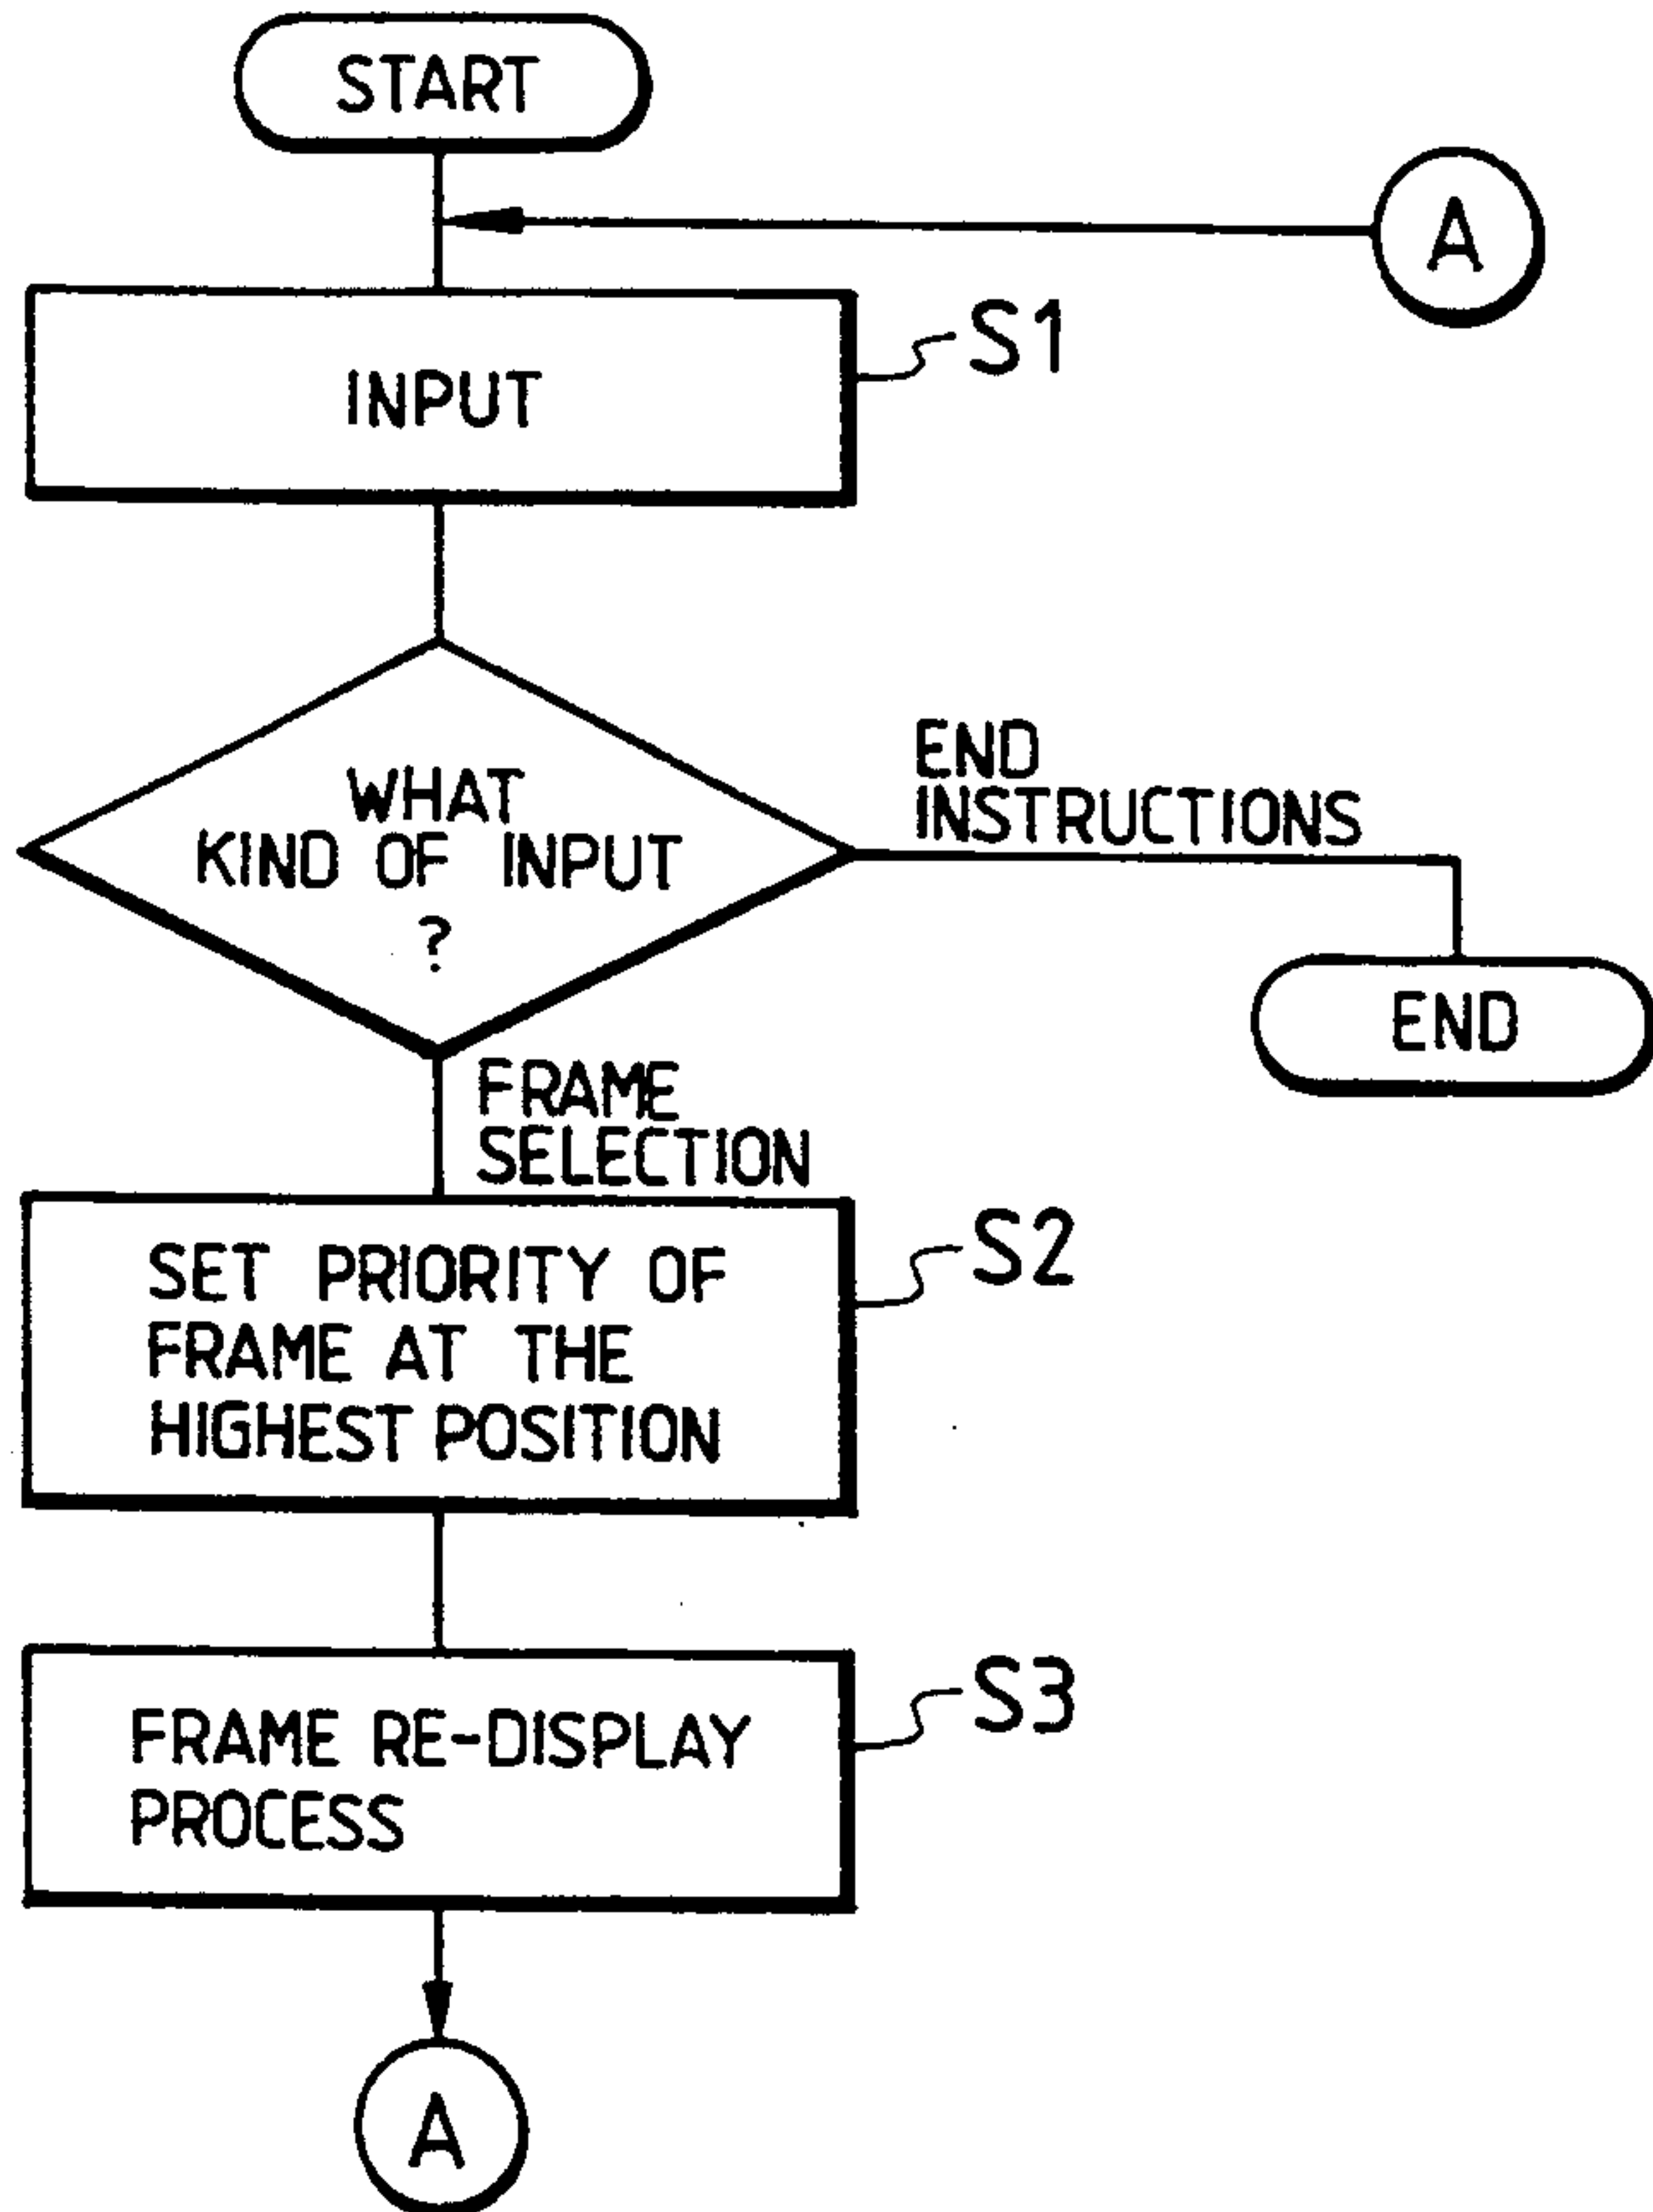 START
A
INPUT
S1
WHAT
KIND OF INPUT
?
END
INSTRUCTIONS
END
FRAME
SELECTION
SET PRIORITY OF
FRAME AT THE
HIGHEST POSITION
S2
FRAME RE-DISPLAY
PROCESS
S3
A